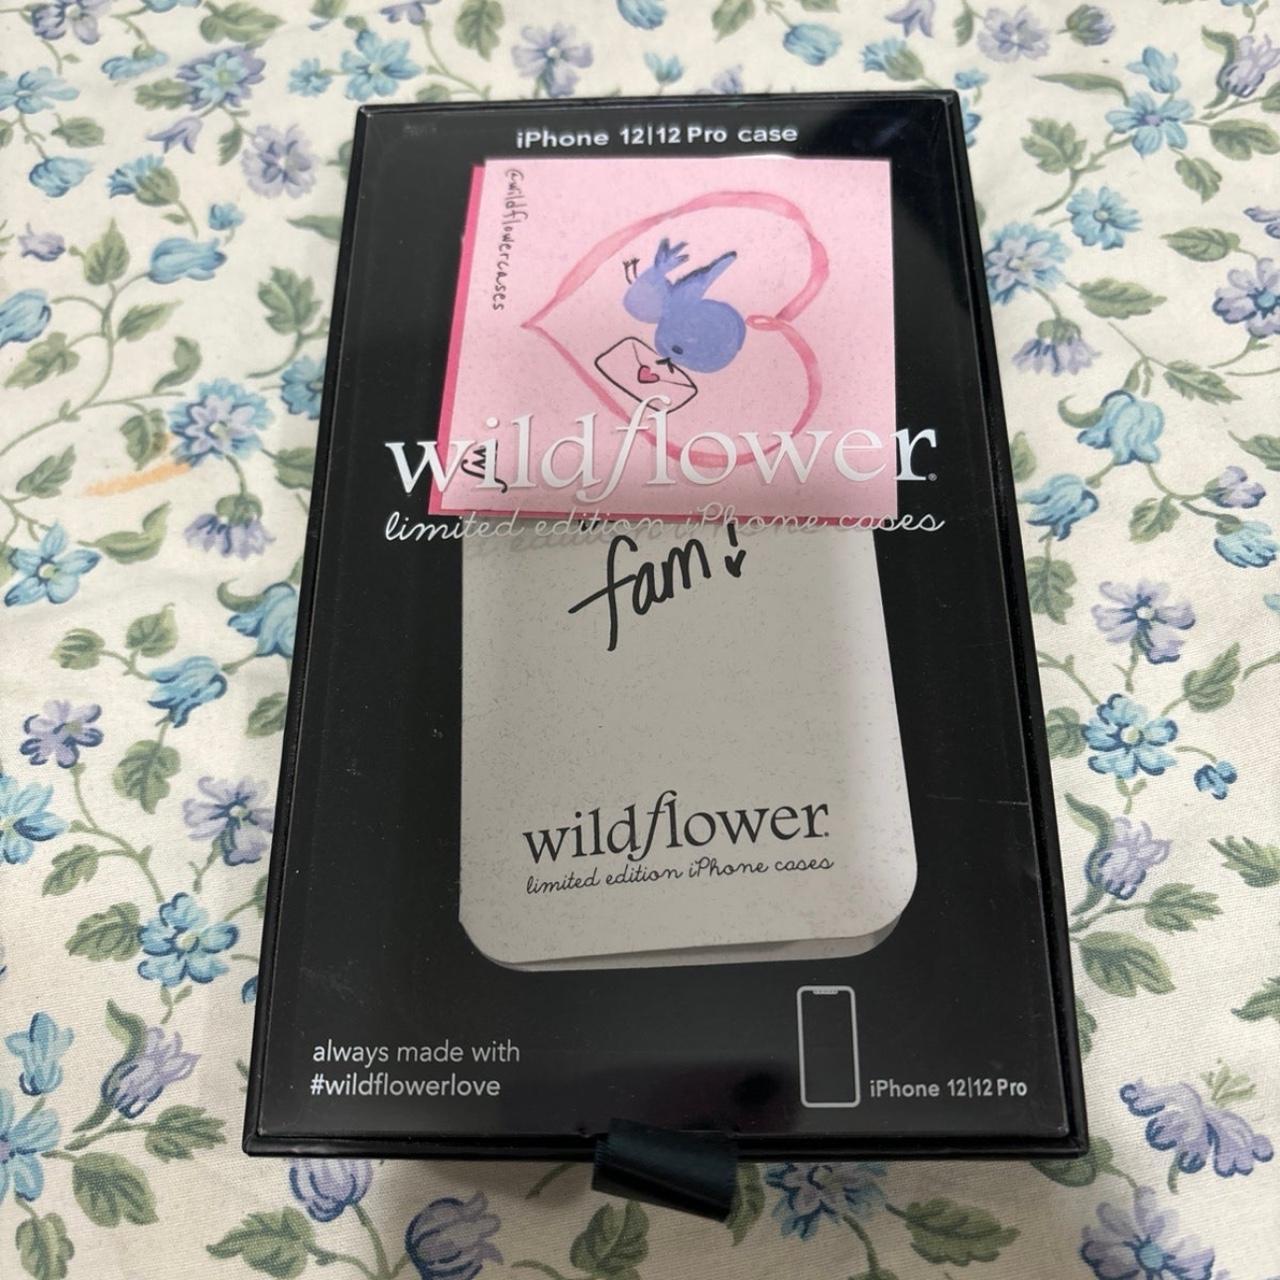 iPhone 12|12 Pro case
@wildflowercases
wildflower®
limited edition iPhone cases
fam!
wildflower®
limited edition iPhone cases
always made with
#wildflowerlove
iPhone 12|12 Pro